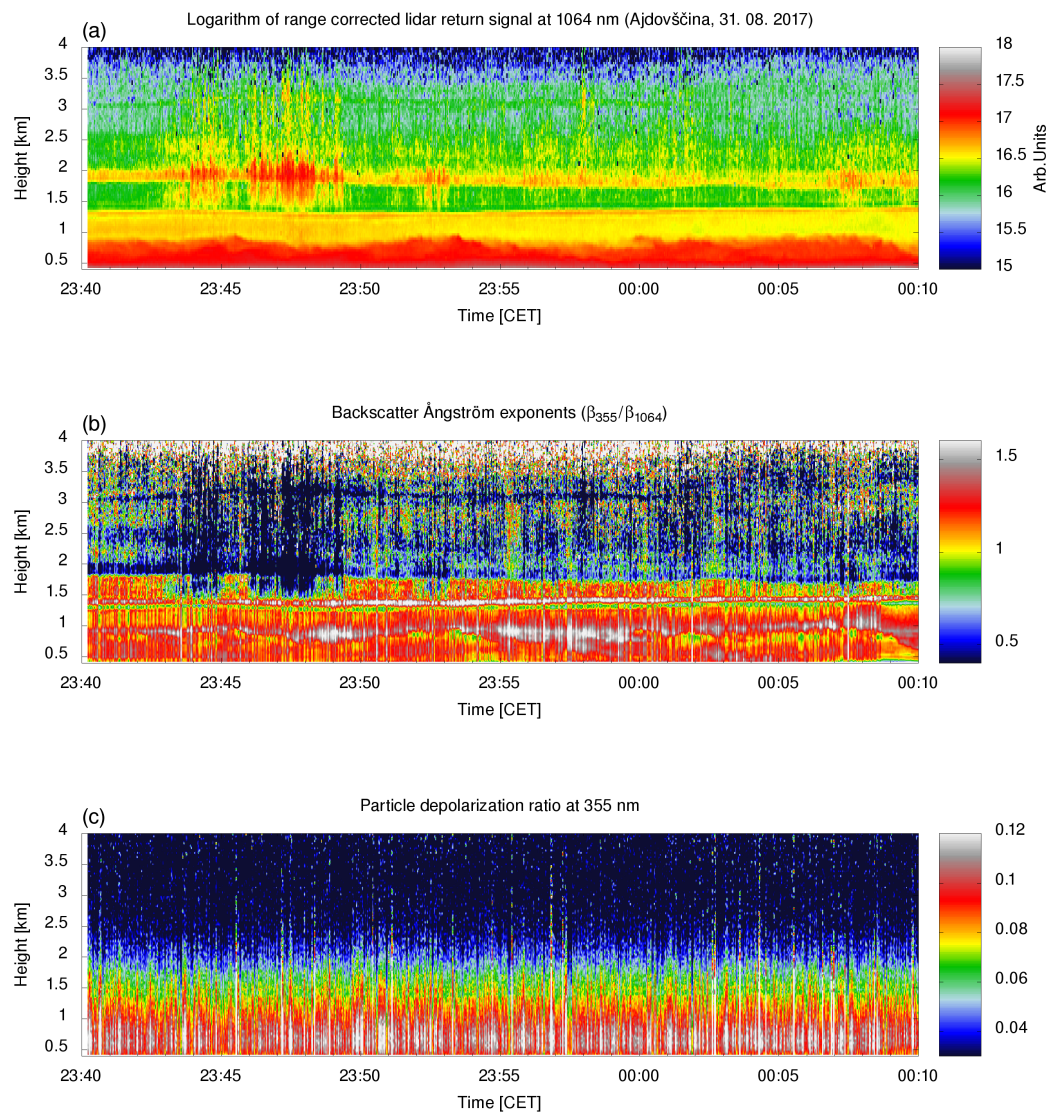 Logarithm of range corrected lidar return signal at 1064 nm (Ajdovščina, 31. 08. 2017)
(a)
4
3.5
3
2.5
2
1.5
1
0.5
Height [km]
23:40 23:45 23:50 23:55 00:00 00:05 00:10
Time [CET]
18
17.5
17
16.5
16
15.5
15
Arb.Units
Backscatter Ångström exponents (β355/β1064)
(b)
4
3.5
3
2.5
2
1.5
1
0.5
Height [km]
23:40 23:45 23:50 23:55 00:00 00:05 00:10
Time [CET]
1.5
1
0.5
Particle depolarization ratio at 355 nm
(c)
4
3.5
3
2.5
2
1.5
1
0.5
Height [km]
23:40 23:45 23:50 23:55 00:00 00:05 00:10
Time [CET]
0.12
0.1
0.08
0.06
0.04